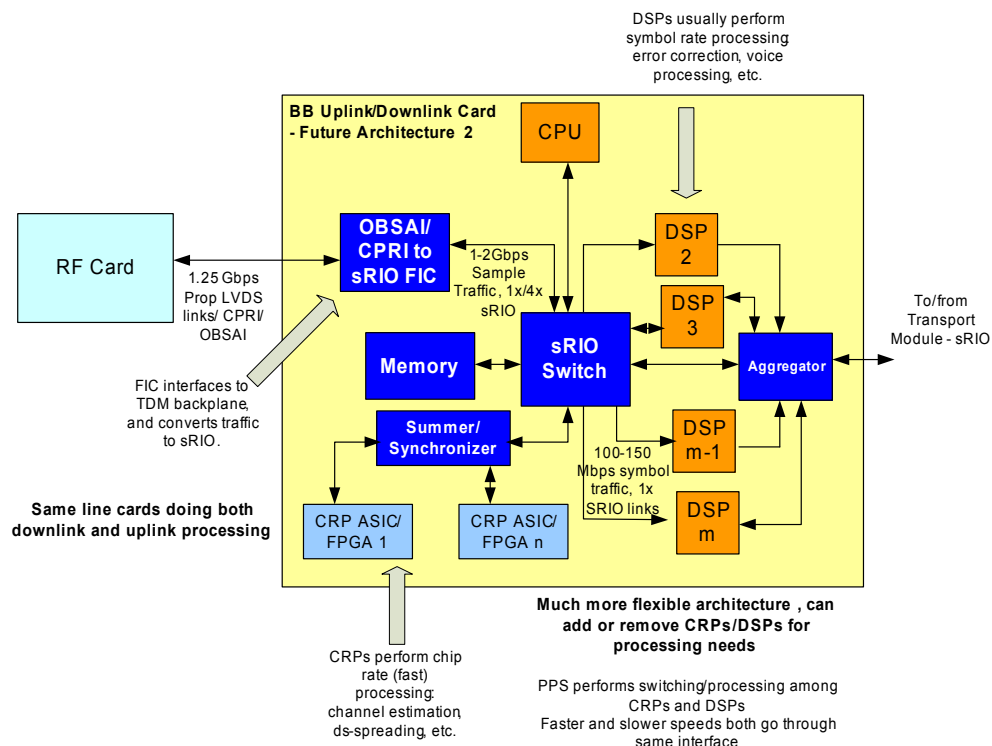 DSPs usually perform
symbol rate processing:
error correction, voice
processing, etc.
BB Uplink/Downlink Card
- Future Architecture 2
CPU
RF Card
1.25 Gbps
Prop LVDS
links/ CPRI/
OBSAI
OBSAI/
CPRI to
sRIO FIC
1-2Gbps
Sample
Traffic, 1x/4x
sRIO
DSP
2
DSP
3
To/from
Transport
Module - sRIO
Memory
sRIO
Switch
Aggregator
FIC interfaces to
TDM backplane,
and converts traffic
to sRIO.
Summer/
Synchronizer
DSP
m-1
100-150
Mbps symbol
traffic, 1x
SRIO links
DSP
m
Same line cards doing both
downlink and uplink processing
CRP ASIC/
FPGA 1
CRP ASIC/
FPGA n
Much more flexible architecture , can
add or remove CRPs/DSPs for
processing needs
CRPs perform chip
rate (fast)
processing:
channel estimation,
ds-spreading, etc.
PPS performs switching/processing among
CRPs and DSPs
Faster and slower speeds both go through
same interface